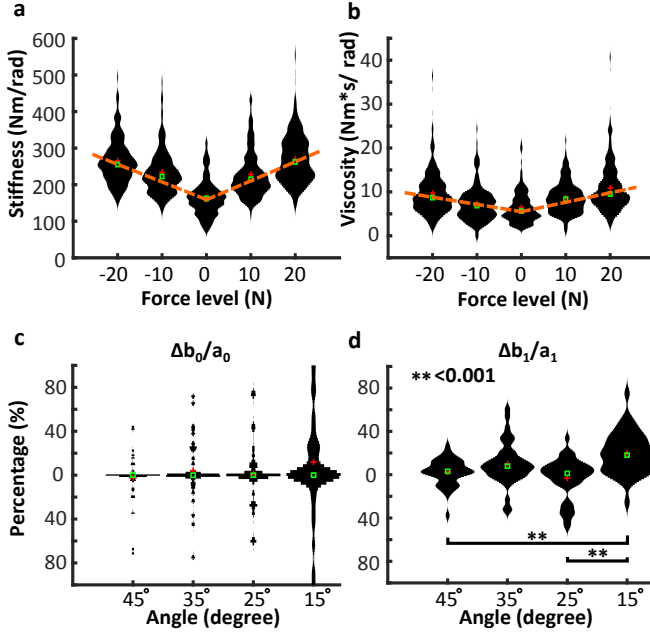 a
b
Stiffness (Nm/rad)
600
500
400
300
200
100
0
-20 -10 0 10 20
Force level (N)
Viscosity (Nm*s/ rad)
40
30
20
10
0
-20 -10 0 10 20
Force level (N)
c
Δb₀/a₀
Percentage (%)
80
40
0
40
80
45° 35° 25° 15°
Angle (degree)
d
Δb₁/a₁
**<0.001
80
40
0
40
80
**
**
45° 35° 25° 15°
Angle (degree)